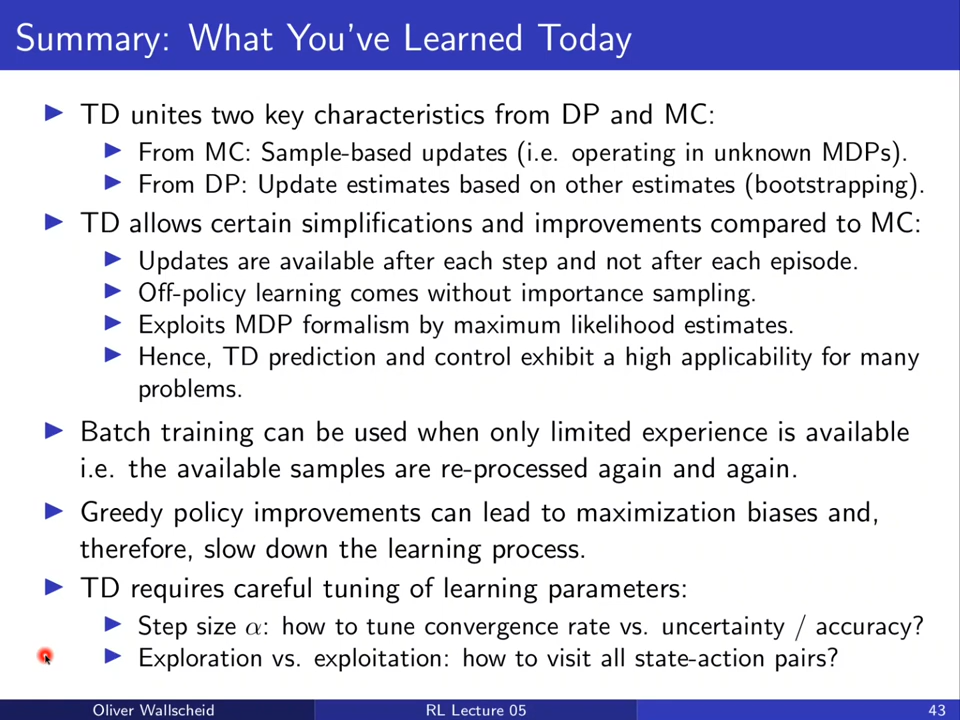 Summary: What You've Learned Today
TD unites two key characteristics from DP and MC:
From MC: Sample-based updates (i.e. operating in unknown MDPs).
From DP: Update estimates based on other estimates (bootstrapping).
TD allows certain simplifications and improvements compared to MC:
Updates are available after each step and not after each episode.
Off-policy learning comes without importance sampling.
Exploits MDP formalism by maximum likelihood estimates.
Hence, TD prediction and control exhibit a high applicability for many
problems.
Batch training can be used when only limited experience is available
i.e. the available samples are re-processed again and again.
Greedy policy improvements can lead to maximization biases and,
therefore, slow down the learning process.
TD requires careful tuning of learning parameters:
Step size α: how to tune convergence rate vs. uncertainty / accuracy?
Exploration vs. exploitation: how to visit all state-action pairs?
Oliver Wallscheid RL Lecture 05 43